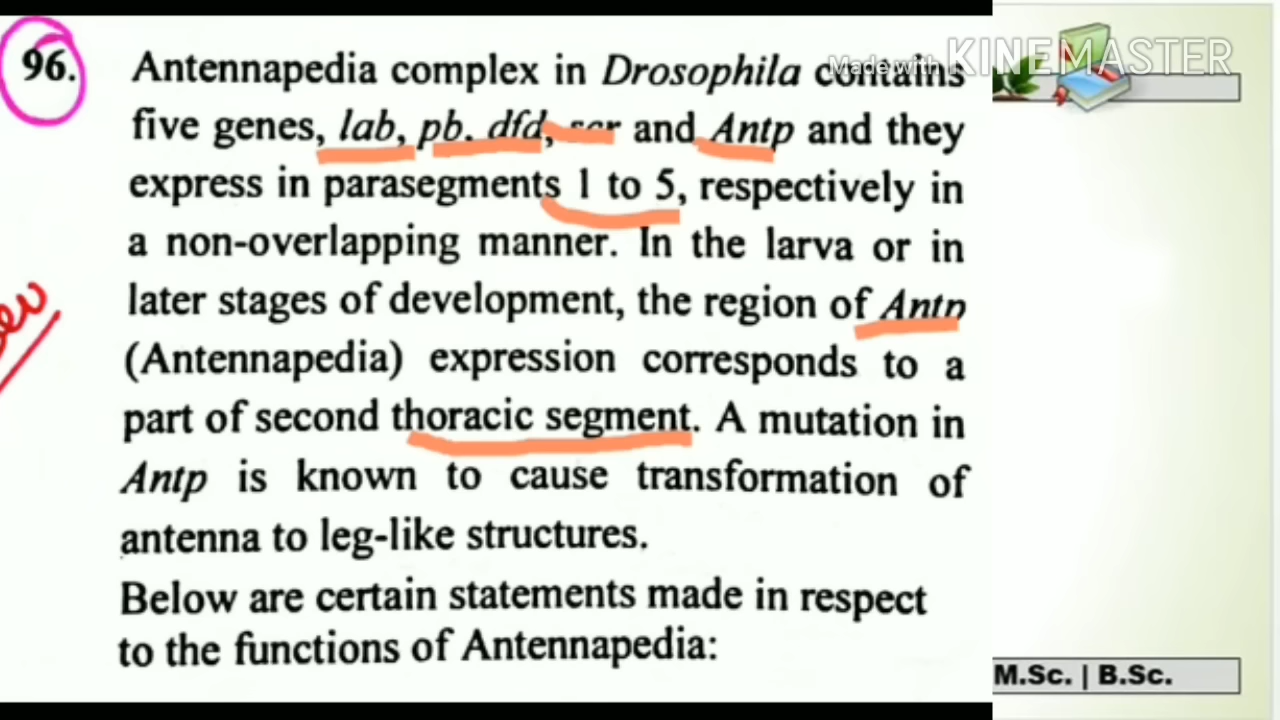 96. Antennapedia complex in Drosophila contains
Made with KINEMASTER
five genes, lab, pb, dfd, scr and Antp and they
express in parasegments 1 to 5, respectively in
a non-overlapping manner. In the larva or in
later stages of development, the region of Antp
(Antennapedia) expression corresponds to a
part of second thoracic segment. A mutation in
Antp is known to cause transformation of
antenna to leg-like structures.
Below are certain statements made in respect
to the functions of Antennapedia:
M.Sc. | B.Sc.